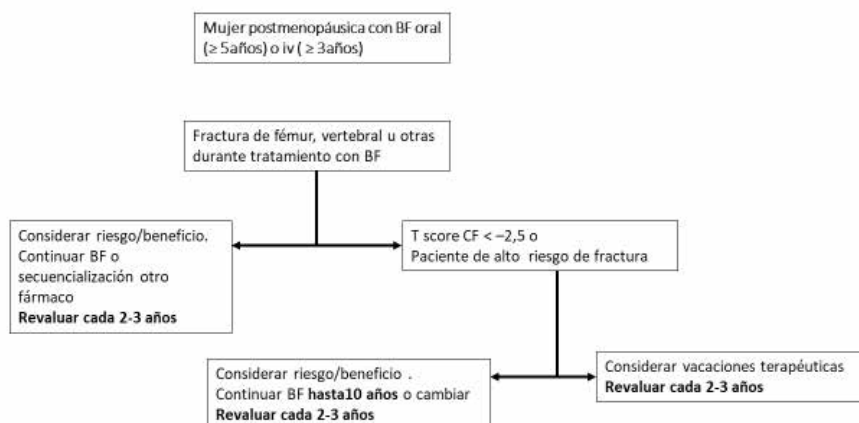 Mujer postmenopáusica con BF oral
(≥ 5años) o iv ( ≥ 3años)
Fractura de fémur, vertebral u otras
durante tratamiento con BF
Considerar riesgo/beneficio.
Continuar BF o
secuencialización otro
fármaco
Revaluar cada 2-3 años
T score CF < –2,5 o
Paciente de alto riesgo de fractura
Considerar riesgo/beneficio .
Continuar BF hasta10 años o cambiar
Revaluar cada 2-3 años
Considerar vacaciones terapéuticas
Revaluar cada 2-3 años